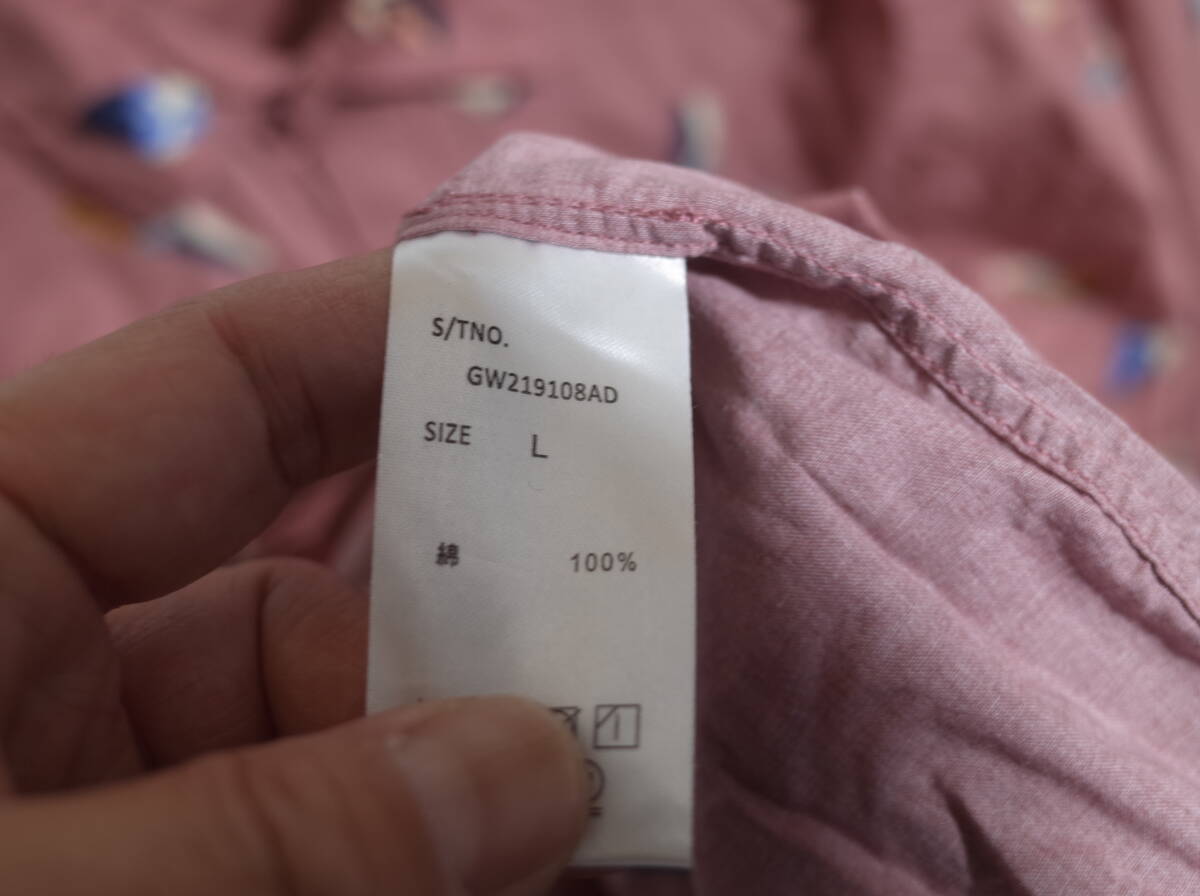 S/TNO.
GW219108AD
SIZE L
綿 100%